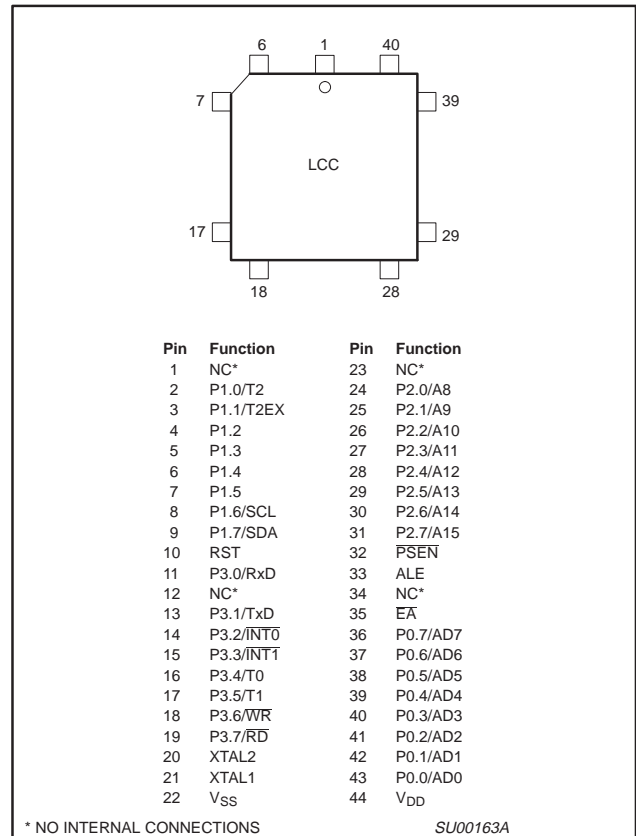 6 1 40
7 39
LCC
17 29
18 28
Pin Function Pin Function
1 NC* 23 NC*
2 P1.0/T2 24 P2.0/A8
3 P1.1/T2EX 25 P2.1/A9
4 P1.2 26 P2.2/A10
5 P1.3 27 P2.3/A11
6 P1.4 28 P2.4/A12
7 P1.5 29 P2.5/A13
8 P1.6/SCL 30 P2.6/A14
9 P1.7/SDA 31 P2.7/A15
10 RST 32 P̅S̅E̅N̅
11 P3.0/RxD 33 ALE
12 NC* 34 NC*
13 P3.1/TxD 35 E̅A̅
14 P3.2/I̅N̅T̅0̅ 36 P0.7/AD7
15 P3.3/I̅N̅T̅1̅ 37 P0.6/AD6
16 P3.4/T0 38 P0.5/AD5
17 P3.5/T1 39 P0.4/AD4
18 P3.6/W̅R̅ 40 P0.3/AD3
19 P3.7/R̅D̅ 41 P0.2/AD2
20 XTAL2 42 P0.1/AD1
21 XTAL1 43 P0.0/AD0
22 VSS 44 VDD
* NO INTERNAL CONNECTIONS SU00163A